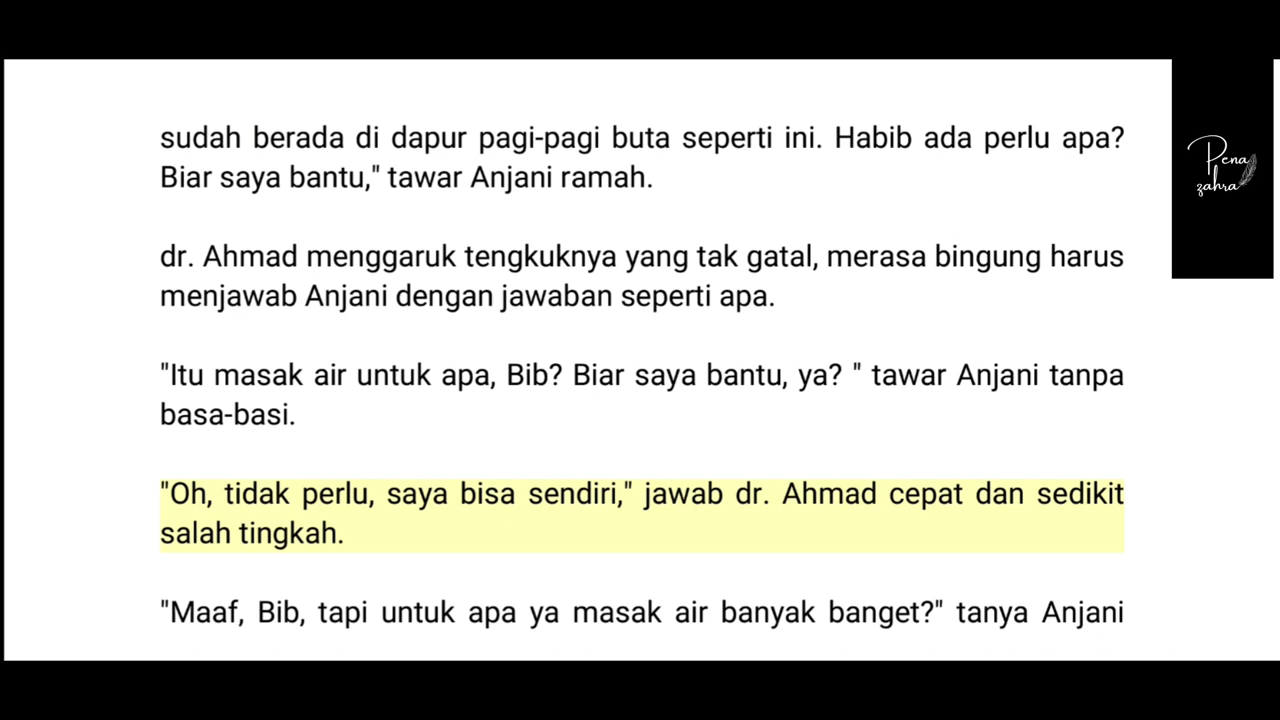 sudah berada di dapur pagi-pagi buta seperti ini. Habib ada perlu apa?
Biar saya bantu," tawar Anjani ramah.
dr. Ahmad menggaruk tengkuknya yang tak gatal, merasa bingung harus
menjawab Anjani dengan jawaban seperti apa.
"Itu masak air untuk apa, Bib? Biar saya bantu, ya? " tawar Anjani tanpa
basa-basi.
"Oh, tidak perlu, saya bisa sendiri," jawab dr. Ahmad cepat dan sedikit
salah tingkah.
"Maaf, Bib, tapi untuk apa ya masak air banyak banget?" tanya Anjani
Pena
zahra